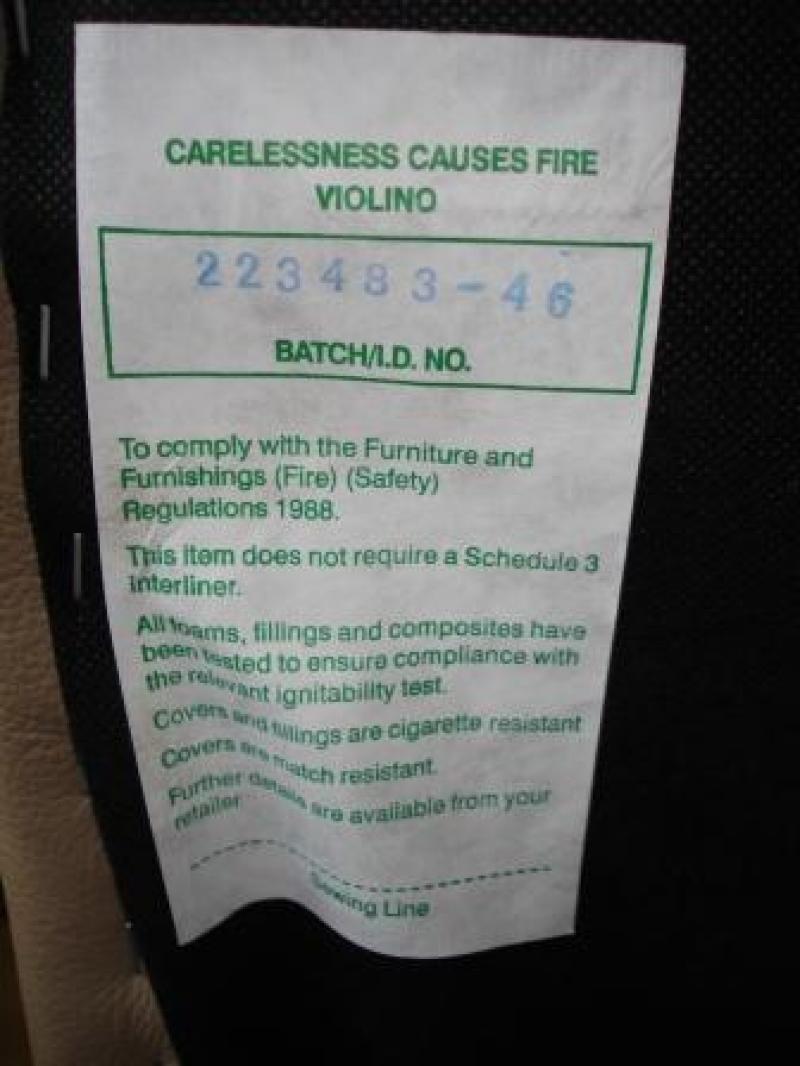 CARELESSNESS CAUSES FIRE
VIOLINO
223483-46
BATCH/I.D. NO.
To comply with the Furniture and
Furnishings (Fire) (Safety)
Regulations 1988.
This item does not require a Schedule 3
interliner.
All foams, fillings and composites have
been tested to ensure compliance with
the relevant ignitability test.
Covers and fillings are cigarette resistant
Covers are match resistant.
Further details are available from your
retailer
Sewing Line